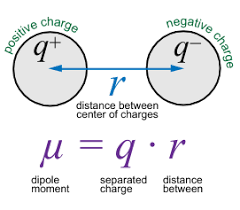 positive charge
negative charge
q⁺ q⁻
r
distance between
center of charges
μ = q · r
dipole separated distance
moment charge between